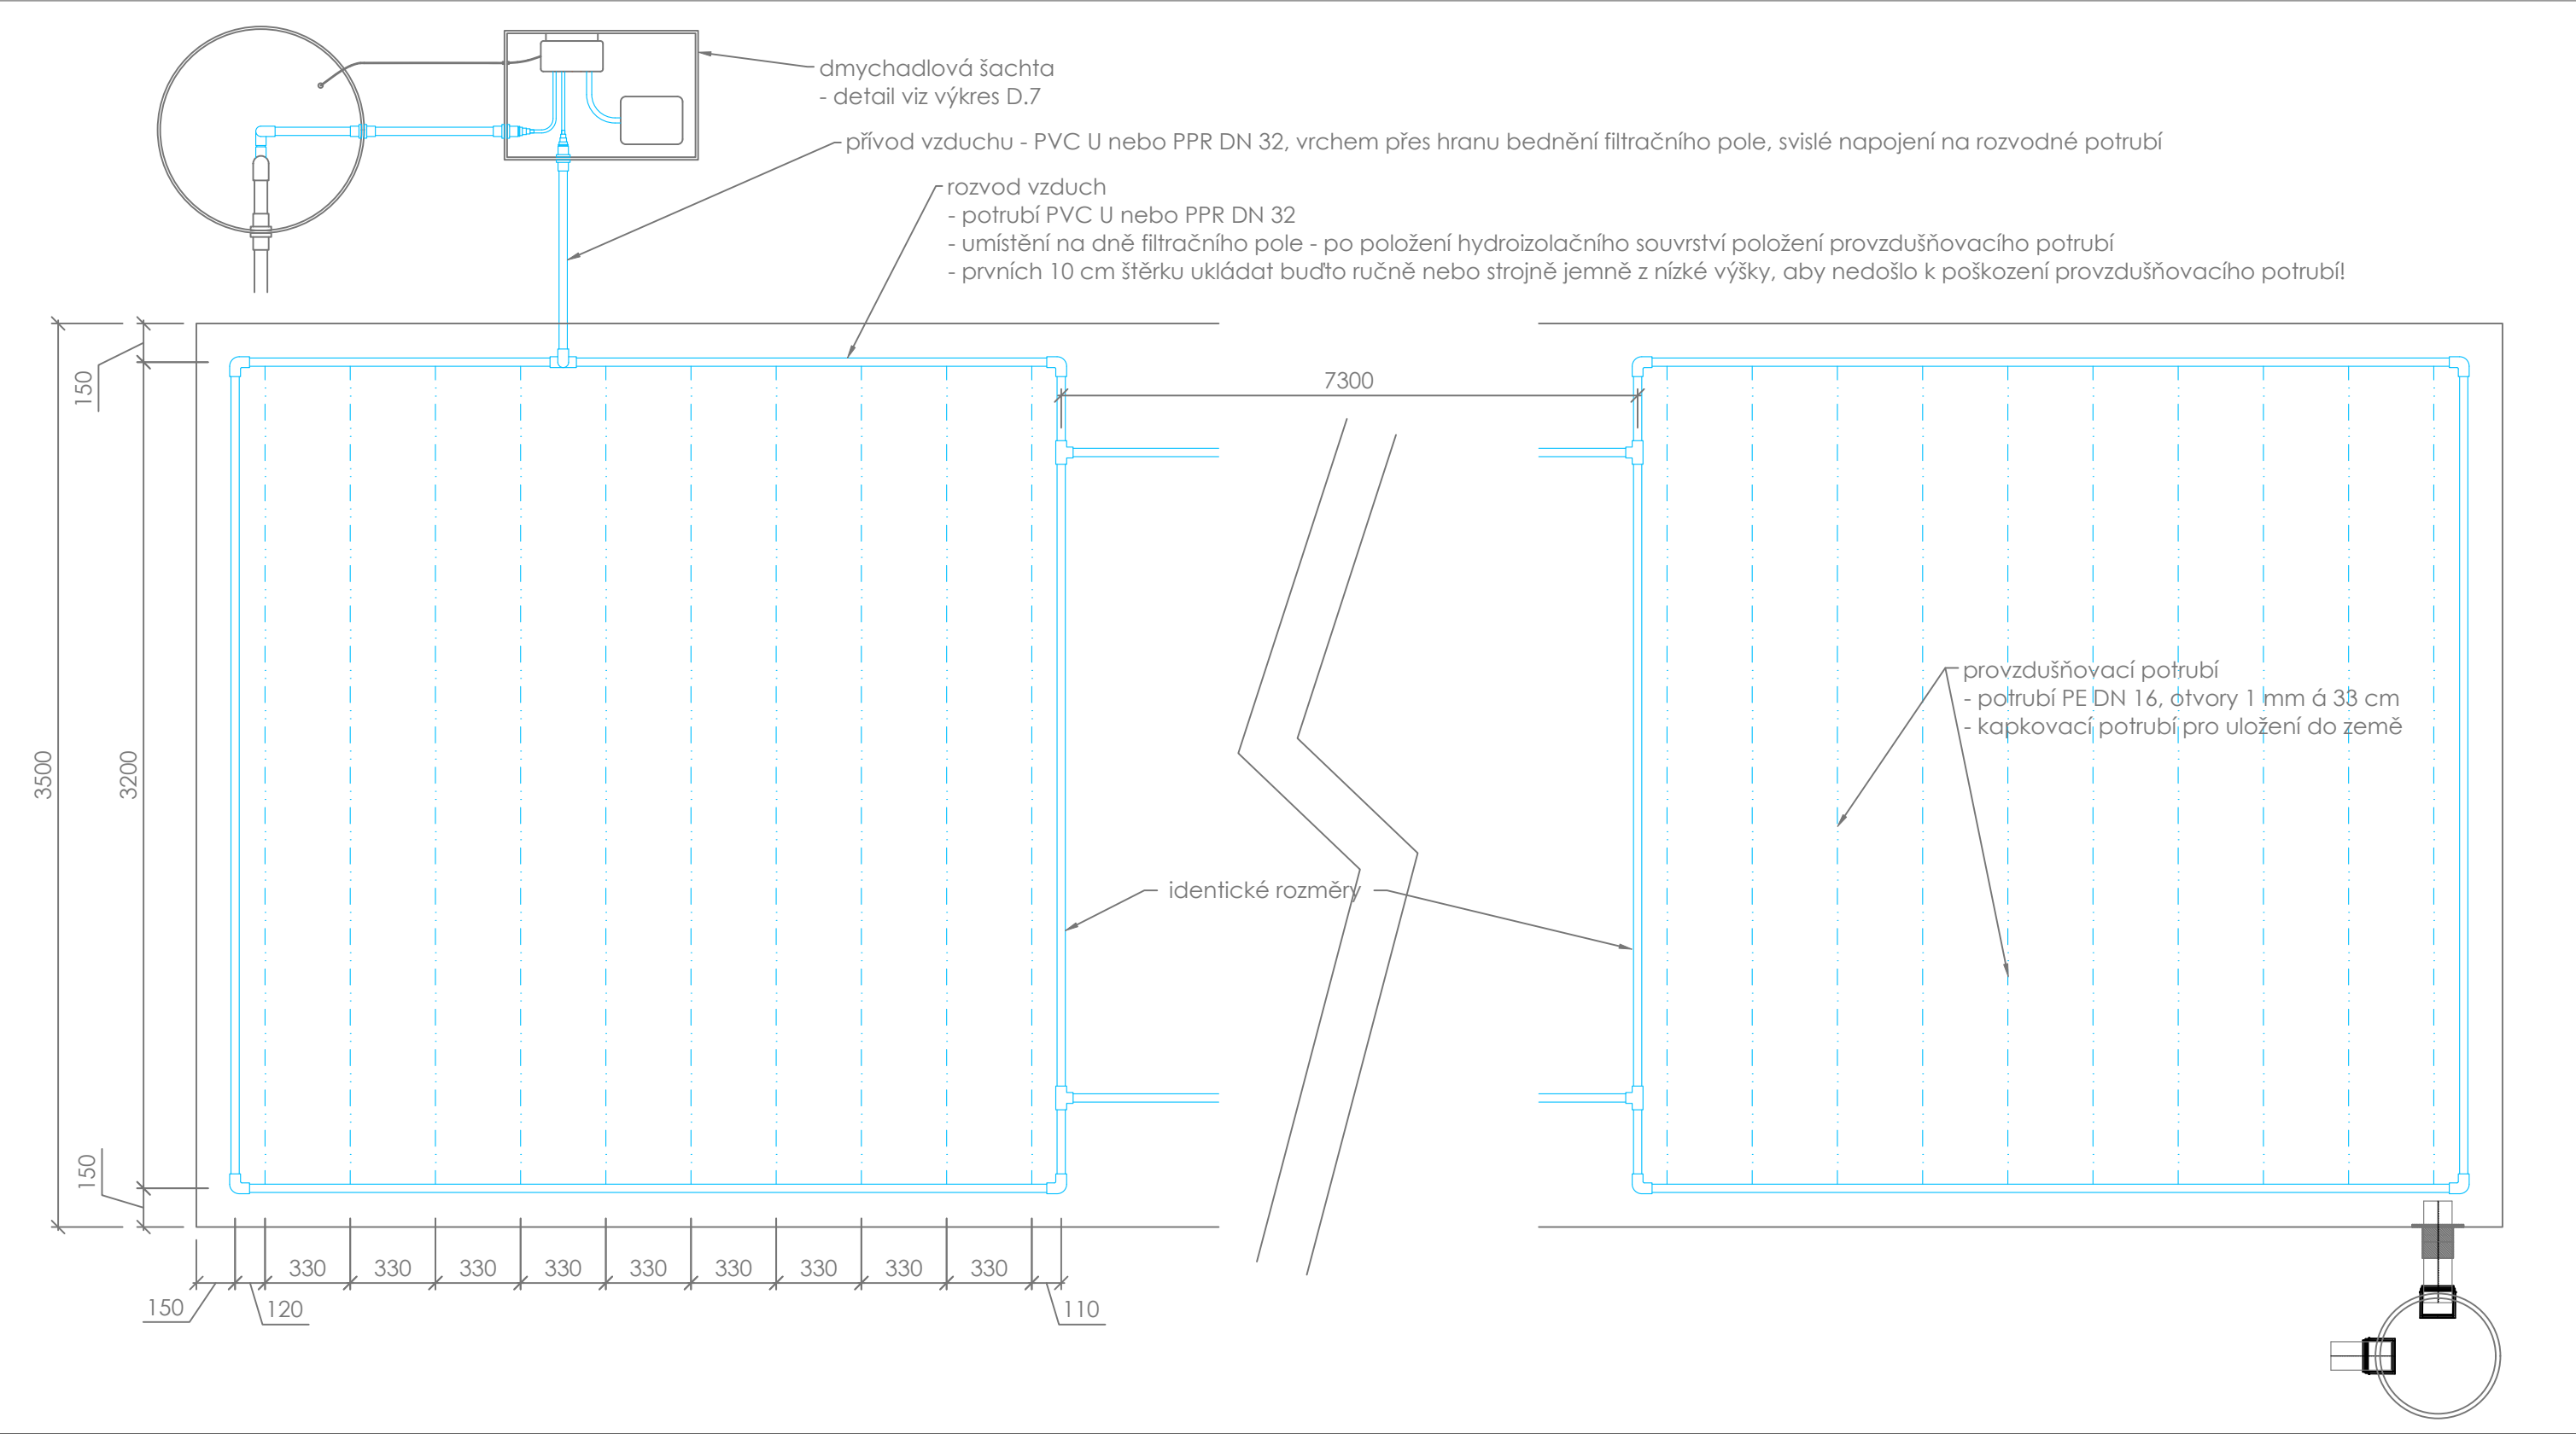 dmychadlová šachta
- detail viz výkres D.7
přívod vzduchu - PVC U nebo PPR DN 32, vrchem přes hranu bednění filtračního pole, svislé napojení na rozvodné potrubí
rozvod vzduch
- potrubí PVC U nebo PPR DN 32
- umístění na dně filtračního pole - po položení hydroizolačního souvrství položení provzdušňovacího potrubí
- prvních 10 cm štěrku ukládat buďto ručně nebo strojně jemně z nízké výšky, aby nedošlo k poškození provzdušňovacího potrubí!
150
7300
provzdušňovací potrubí
- potrubí PE DN 16, otvory 1 mm á 33 cm
- kapkovací potrubí pro uložení do země
3500
3200
identické rozměry
150
330 330 330 330 330 330 330 330 330
150 120 110